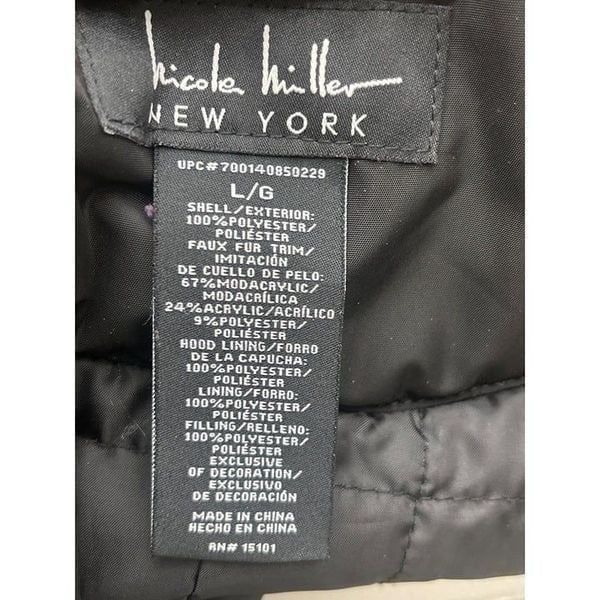 Nicole Miller
NEW YORK
UPC# 700140850229
L/G
SHELL/EXTERIOR:
100%POLYESTER/
POLIÉSTER
FAUX FUR TRIM/
IMITACIÓN
DE CUELLO DE PELO:
67%MODACRYLIC/
MODACRÍLICA
24%ACRYLIC/ACRÍLICO
9%POLYESTER/
POLIÉSTER
HOOD LINING/FORRO
DE LA CAPUCHA:
100%POLYESTER/
POLIÉSTER
LINING/FORRO:
100%POLYESTER/
POLIÉSTER
FILLING/RELLENO:
100%POLYESTER/
POLIÉSTER
EXCLUSIVE
OF DECORATION/
EXCLUSIVO
DE DECORACIÓN
MADE IN CHINA
HECHO EN CHINA
RN# 15101